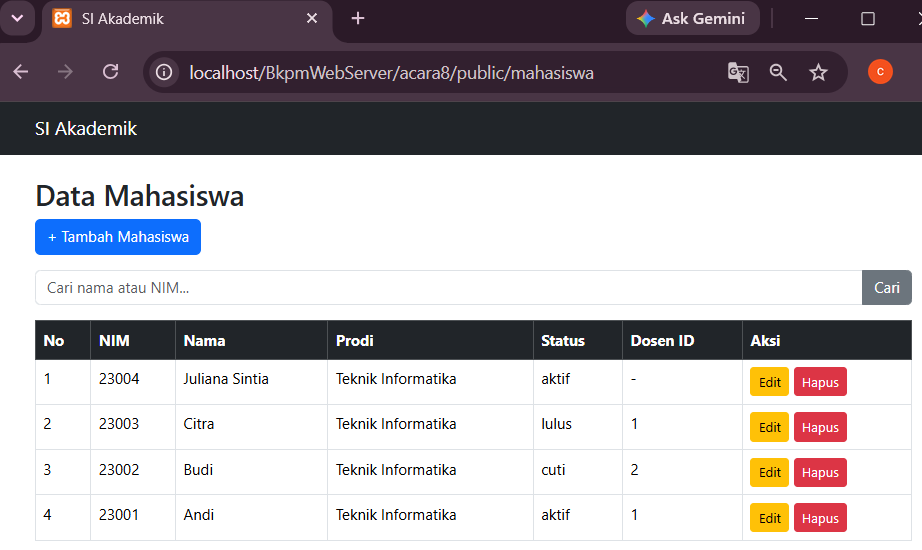 SI Akademik
Ask Gemini
localhost/BkpmWebServer/acara8/public/mahasiswa
C
SI Akademik
Data Mahasiswa
+ Tambah Mahasiswa
Cari nama atau NIM... Cari
No NIM Nama Prodi Status Dosen ID Aksi
1 23004 Juliana Sintia Teknik Informatika aktif - Edit Hapus
2 23003 Citra Teknik Informatika lulus 1 Edit Hapus
3 23002 Budi Teknik Informatika cuti 2 Edit Hapus
4 23001 Andi Teknik Informatika aktif 1 Edit Hapus